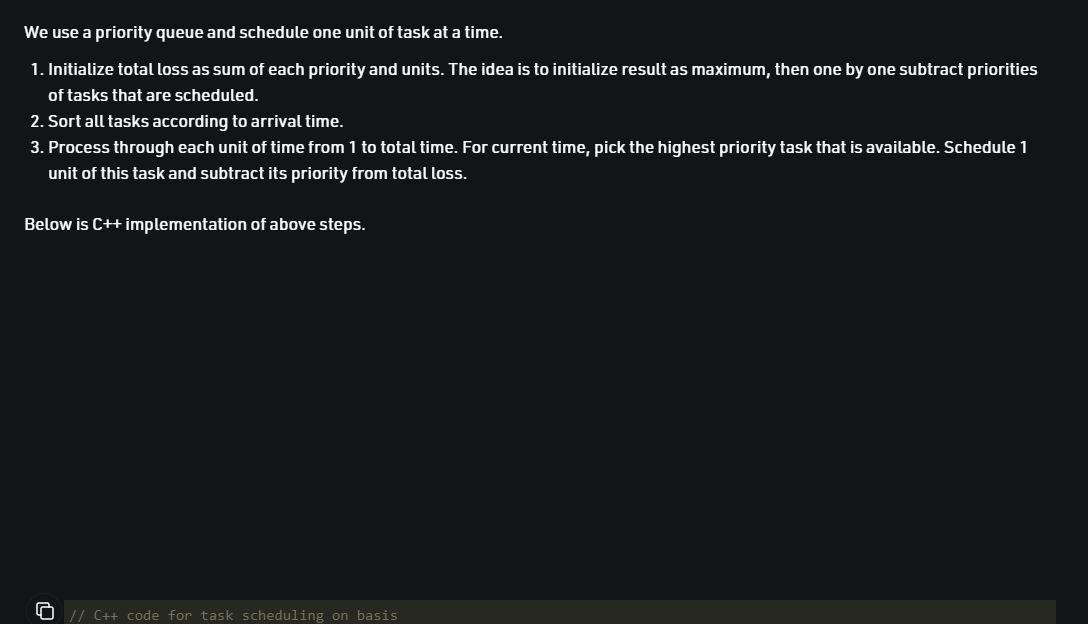 We use a priority queue and schedule one unit of task at a time.
1. Initialize total loss as sum of each priority and units. The idea is to initialize result as maximum, then one by one subtract priorities
of tasks that are scheduled.
2. Sort all tasks according to arrival time.
3. Process through each unit of time from 1 to total time. For current time, pick the highest priority task that is available. Schedule 1
unit of this task and subtract its priority from total loss.
Below is C++ implementation of above steps.
// C++ code for task scheduling on basis